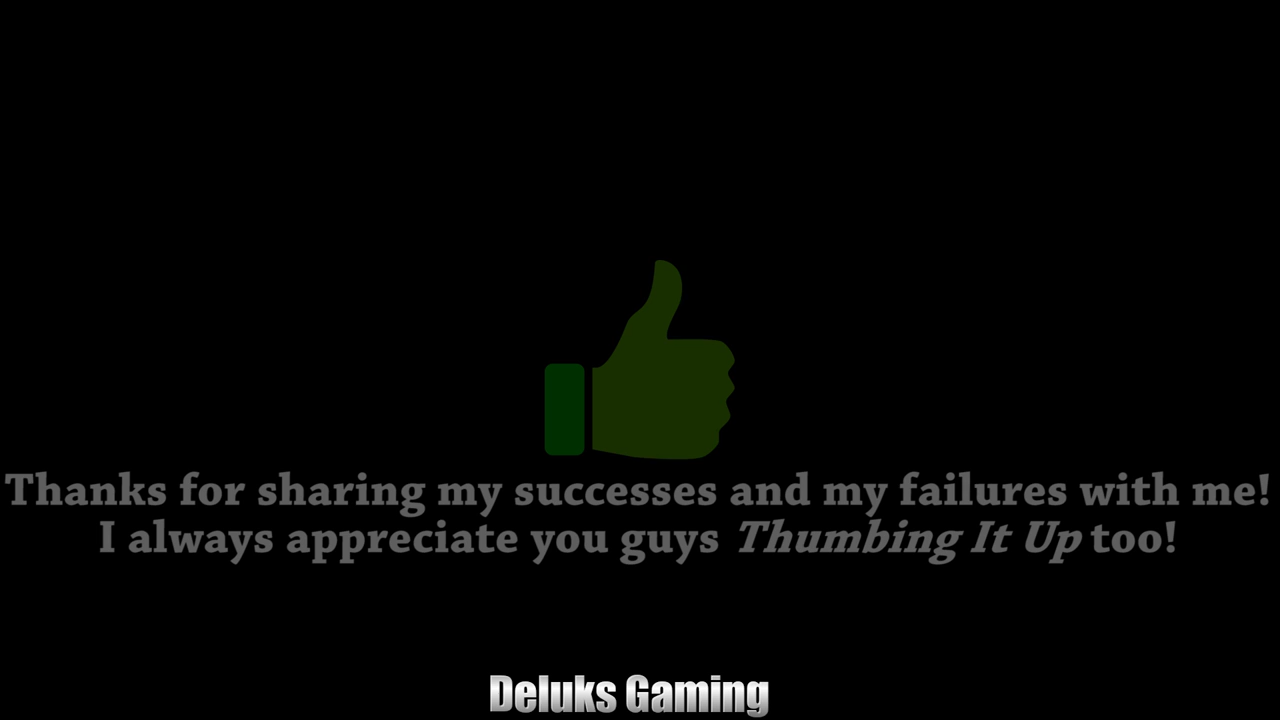 Thanks for sharing my successes and my failures with me!
I always appreciate you guys Thumbing It Up too!
Deluks Gaming